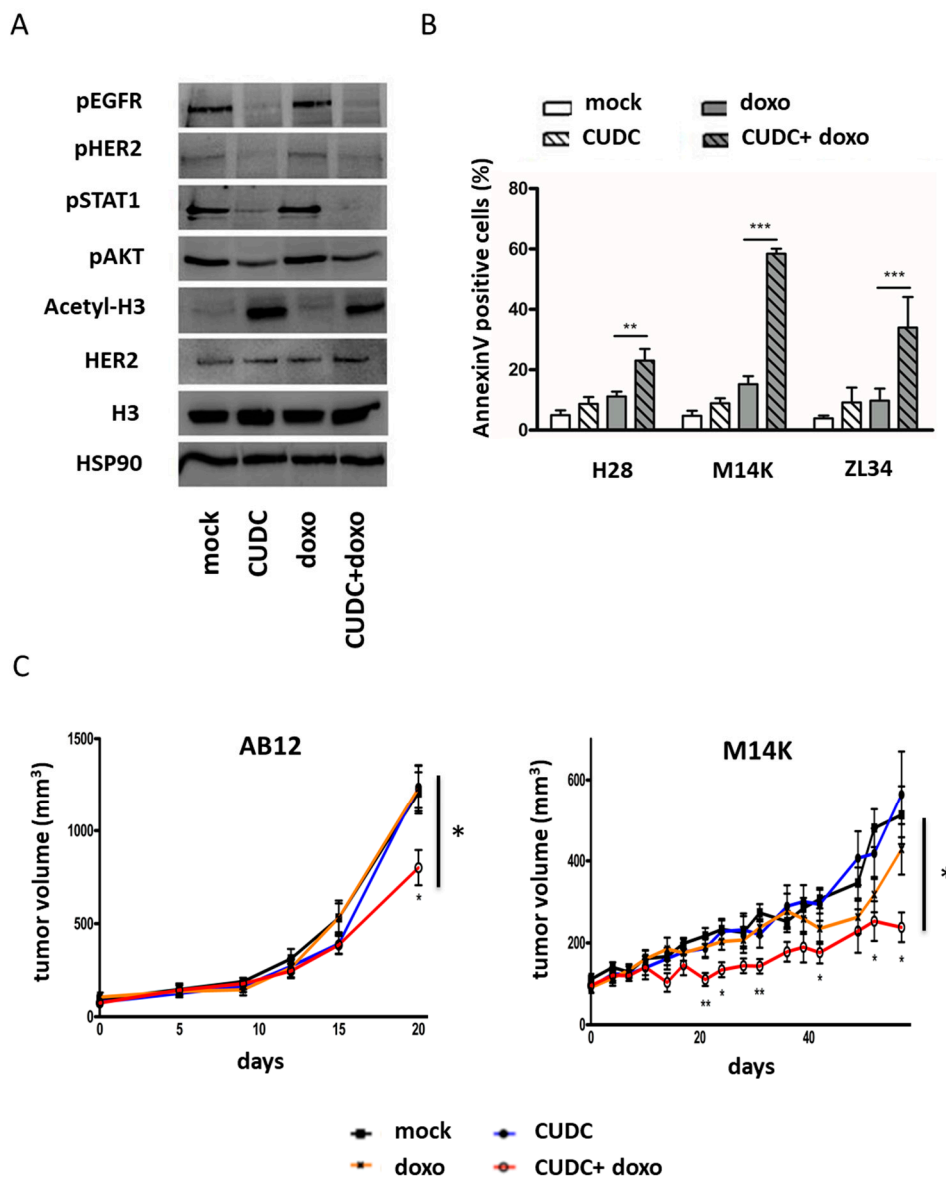 A
pEGFR
pHER2
pSTAT1
pAKT
Acetyl-H3
HER2
H3
HSP90
mock
CUDC
doxo
CUDC+doxo
B
mock doxo
CUDC CUDC+ doxo
AnnexinV positive cells (%)
80
60
40
20
0
** *** ***
H28 M14K ZL34
C
AB12
tumor volume (mm³)
1500
1000
500
0
0 5 10 15 20
days
*
*
M14K
tumor volume (mm³)
600
400
200
0
0 20 40
days
** * ** * * *
*
mock CUDC
doxo CUDC+ doxo